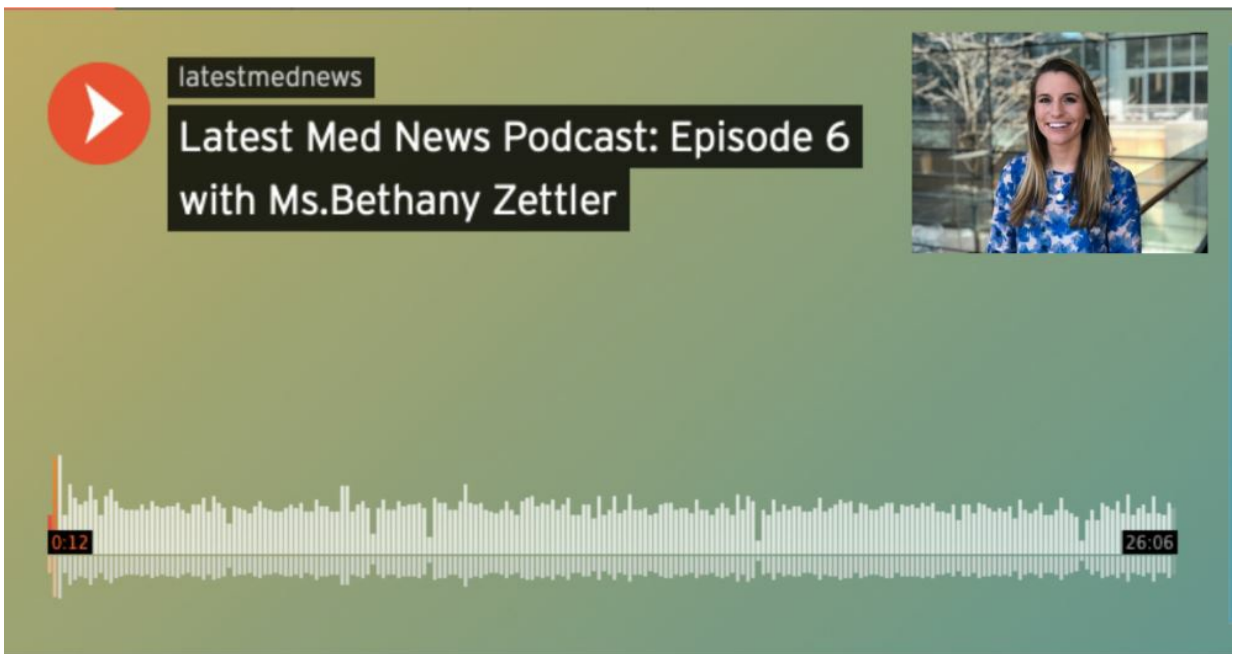 latestmednews
Latest Med News Podcast: Episode 6
with Ms.Bethany Zettler
0:12
26:06